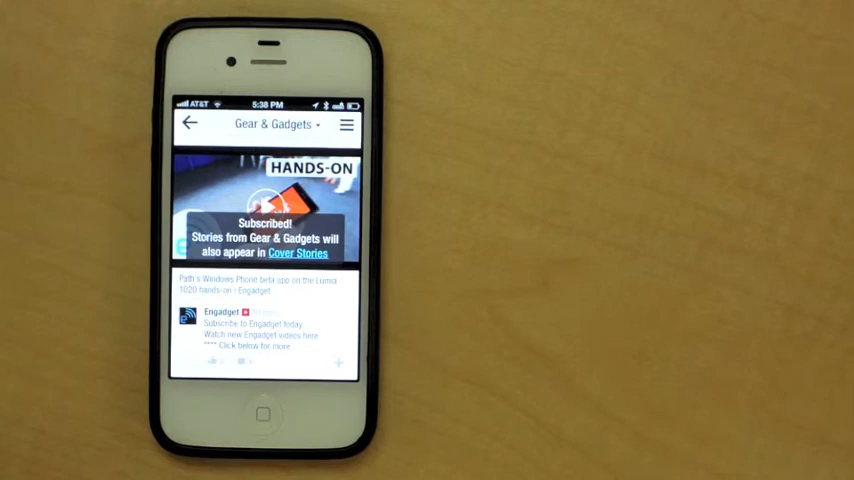 AT&T 5:38 PM
Gear & Gadgets
HANDS-ON
Subscribed!
Stories from Gear & Gadgets will
also appear in Cover Stories
Path's Windows Phone beta app on the Lumia
1020 hands-on | Engadget
Engadget
Subscribe to Engadget today
Watch new Engadget videos here
**** Click below for more